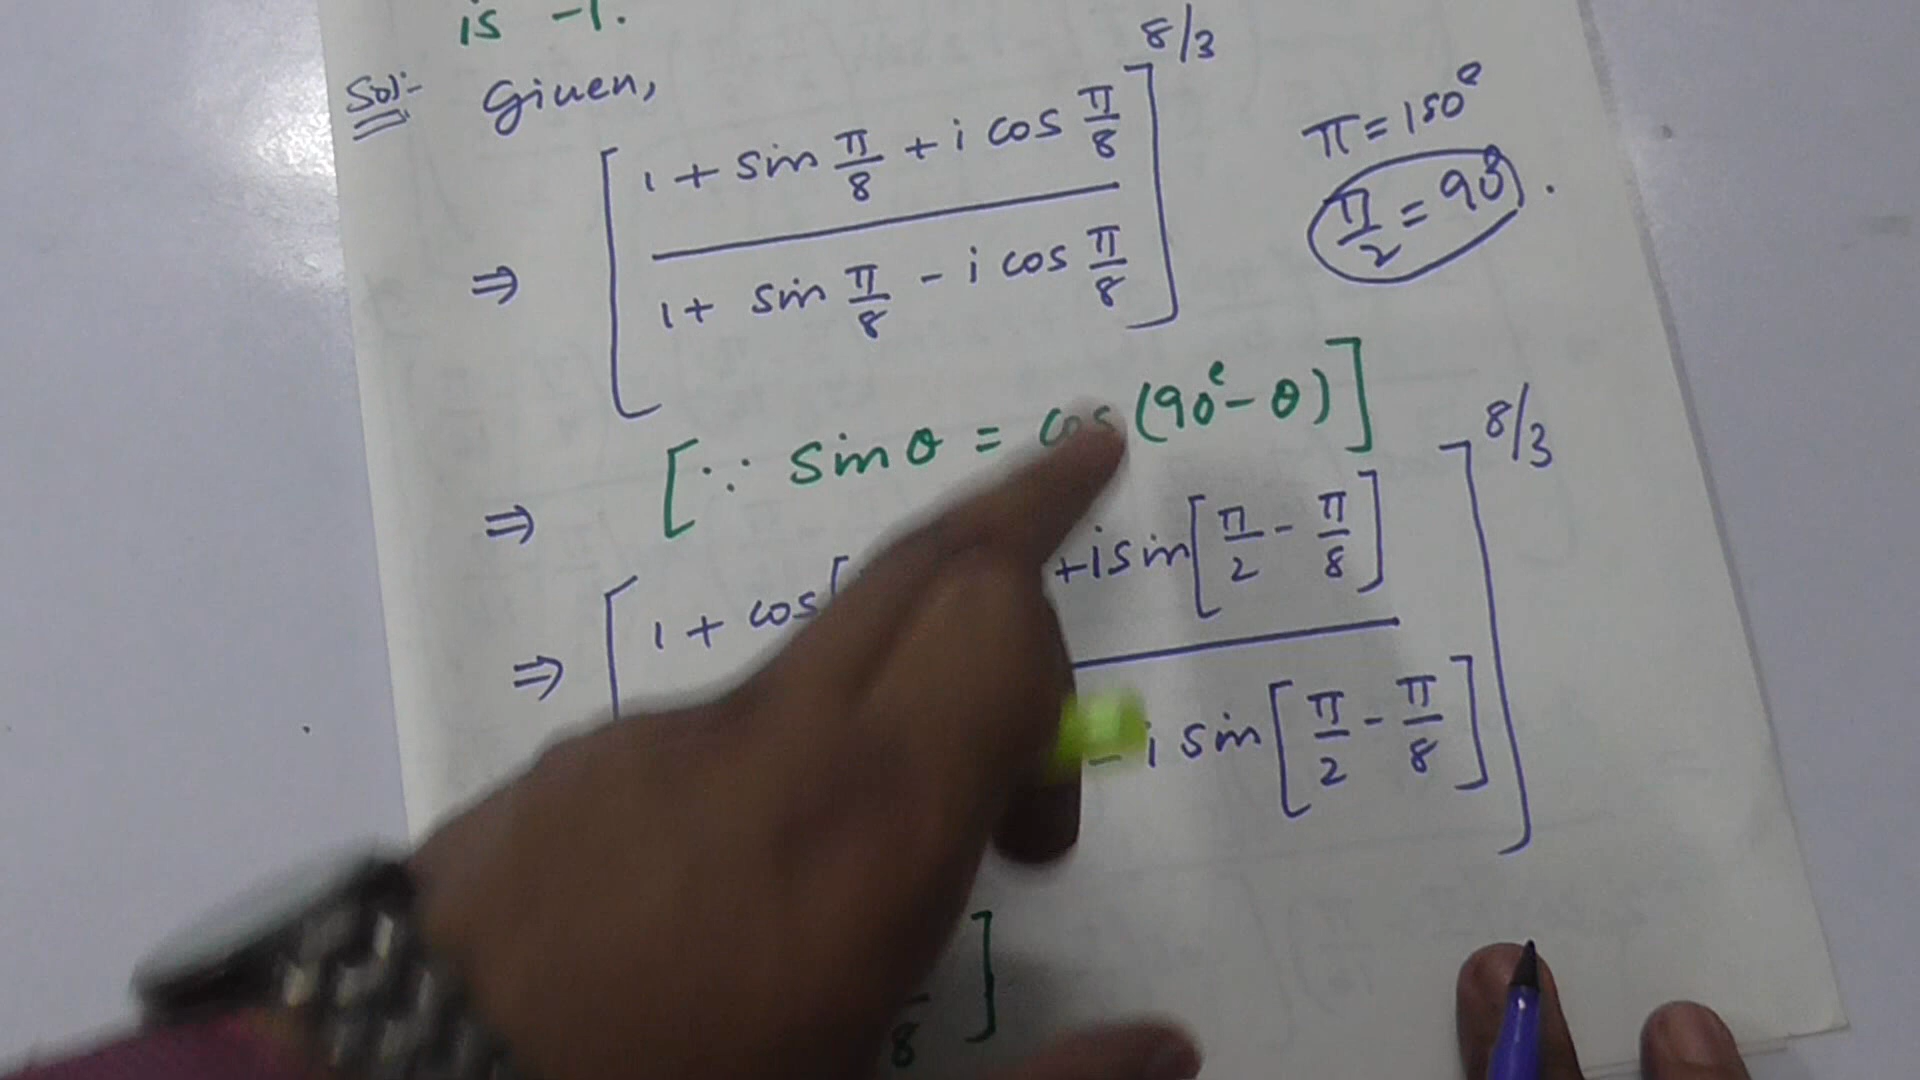 is -1.
Sol:- Given,
⇒ [ (1 + sin π/8 + i cos π/8) / (1 + sin π/8 - i cos π/8) ]^8/3
π = 180°
π/2 = 90°.
⇒ [∵ sin θ = cos (90° - θ)]
⇒ [ 1 + cos[ + i sin[π/2 - π/8] / - i sin[π/2 - π/8] ]^8/3
8 ]